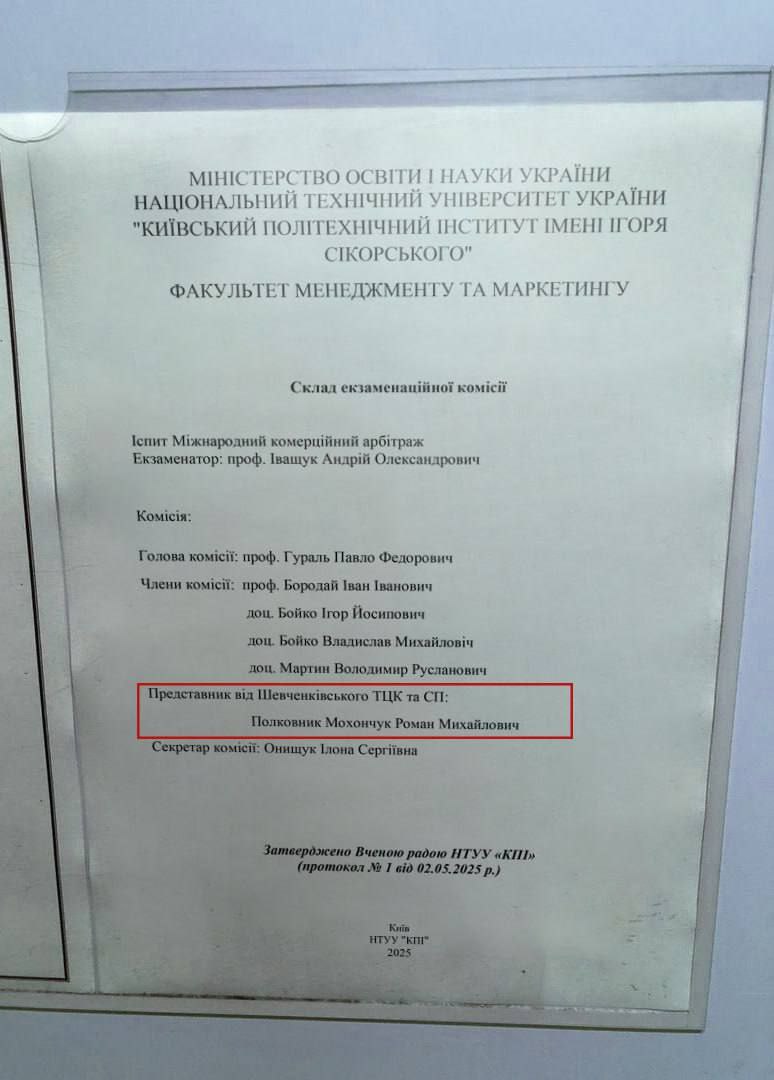 МІНІСТЕРСТВО ОСВІТИ І НАУКИ УКРАЇНИ
НАЦІОНАЛЬНИЙ ТЕХНІЧНИЙ УНІВЕРСИТЕТ УКРАЇНИ
"КИЇВСЬКИЙ ПОЛІТЕХНІЧНИЙ ІНСТИТУТ ІМЕНІ ІГОРЯ
СІКОРСЬКОГО"
ФАКУЛЬТЕТ МЕНЕДЖМЕНТУ ТА МАРКЕТИНГУ
Склад екзаменаційної комісії
Іспит Міжнародний комерційний арбітраж
Екзаменатор: проф. Іващук Андрій Олександрович
Комісія:
Голова комісії: проф. Гураль Павло Федорович
Члени комісії: проф. Бородай Іван Іванович
доц. Бойко Ігор Йосипович
доц. Бойко Владислав Михайловіч
доц. Мартин Володимир Русланович
Представник від Шевченківського ТЦК та СП:
Полковник Мохончук Роман Михайлович
Секретар комісії: Онищук Ілона Сергіївна
Затверджено Вченою радою НТУУ «КПІ»
(протокол № 1 від 02.05.2025 р.)
Київ
НТУУ "КПІ"
2025